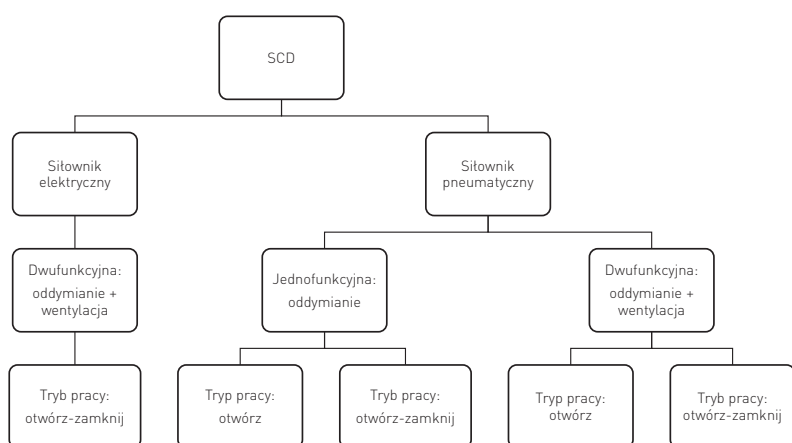 SCD
Siłownik
elektryczny
Siłownik
pneumatyczny
Dwufunkcyjna:
oddymianie +
wentylacja
Jednofunkcyjna:
oddymianie
Dwufunkcyjna:
oddymianie +
wentylacja
Tryb pracy:
otwórz-zamknij
Tryp pracy:
otwórz
Tryb pracy:
otwórz-zamknij
Tryp pracy:
otwórz
Tryb pracy:
otwórz-zamknij